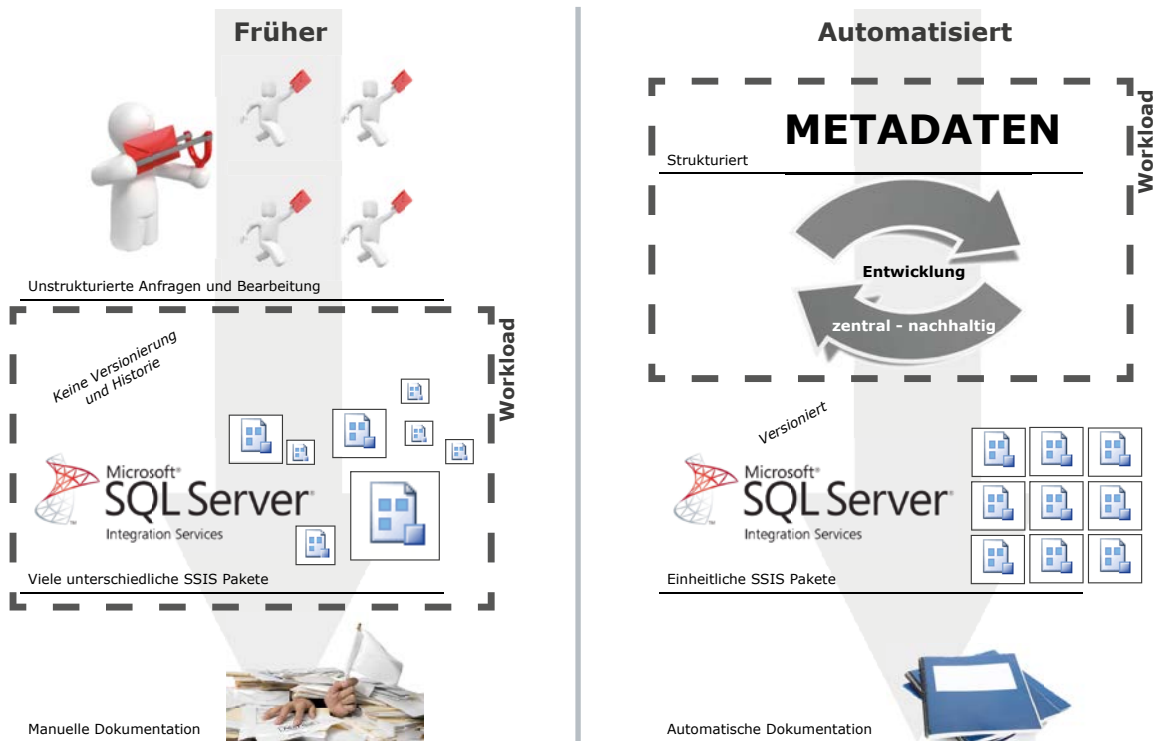 Früher
Unstrukturierte Anfragen und Bearbeitung
Workload
Keine Versionierung
und Historie
Microsoft®
SQL Server®
Integration Services
Viele unterschiedliche SSIS Pakete
Manuelle Dokumentation
Automatisiert
METADATEN
Strukturiert
Workload
Entwicklung
zentral - nachhaltig
Versioniert
Microsoft®
SQL Server®
Integration Services
Einheitliche SSIS Pakete
Automatische Dokumentation